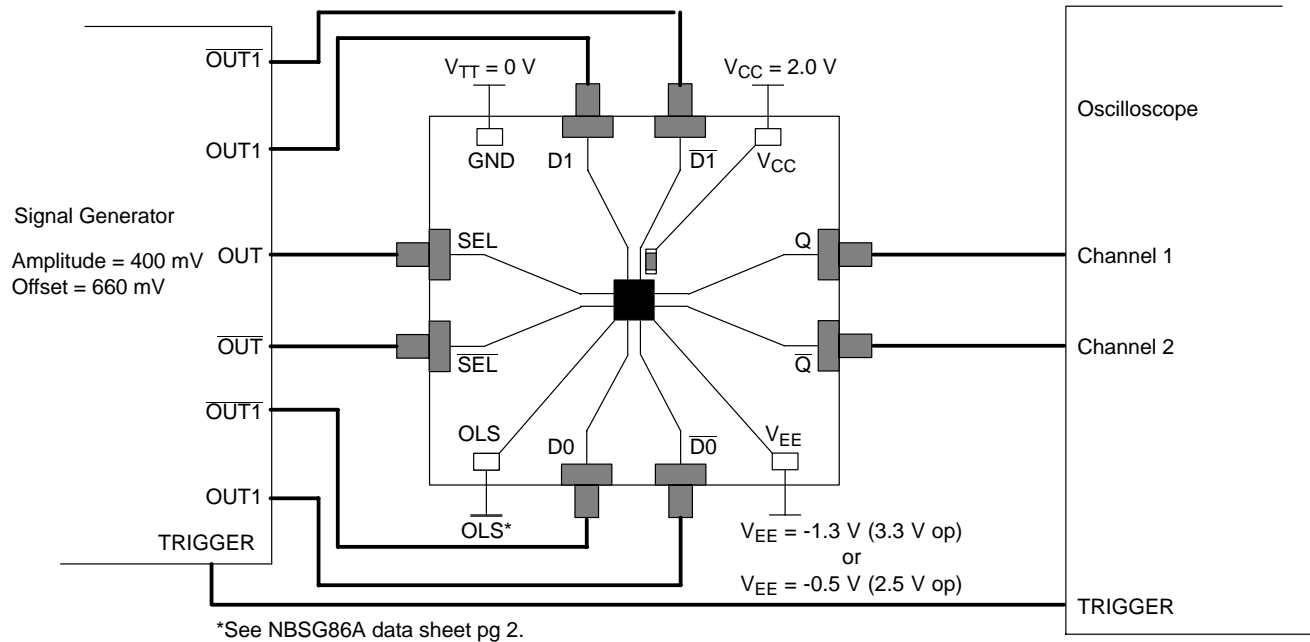 OUT1
OUT1
V_TT = 0 V
V_CC = 2.0 V
GND
D1
D1
V_CC
Oscilloscope
Signal Generator
Amplitude = 400 mV
Offset = 660 mV
OUT
SEL
Q
Channel 1
OUT
SEL
Q
Channel 2
OUT1
OLS
D0
D0
V_EE
OUT1
TRIGGER
OLS*
V_EE = -1.3 V (3.3 V op)
or
V_EE = -0.5 V (2.5 V op)
TRIGGER
*See NBSG86A data sheet pg 2.